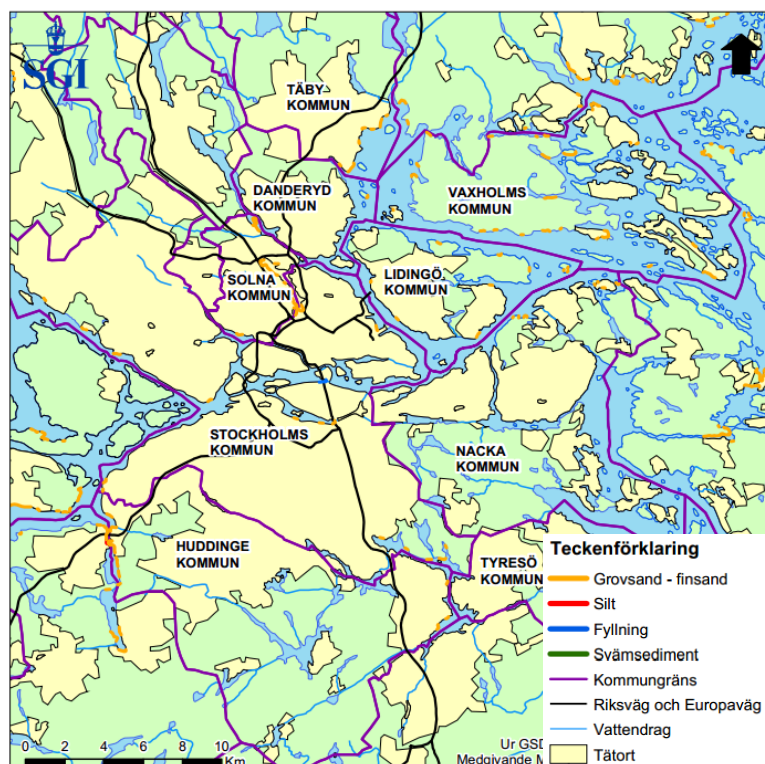 SGI
TÄBY
KOMMUN
DANDERYD
KOMMUN
VAXHOLMS
KOMMUN
SOLNA
KOMMUN
LIDINGÖ
KOMMUN
STOCKHOLMS
KOMMUN
NACKA
KOMMUN
HUDDINGE
KOMMUN
TYRESÖ
KOMMUN
Teckenförklaring
Grovsand - finsand
Silt
Fyllning
Svämsediment
Kommungräns
Riksväg och Europaväg
Vattendrag
Tätort
0 2 4 6 8 10
Km
Ur GSD
Medgivande M